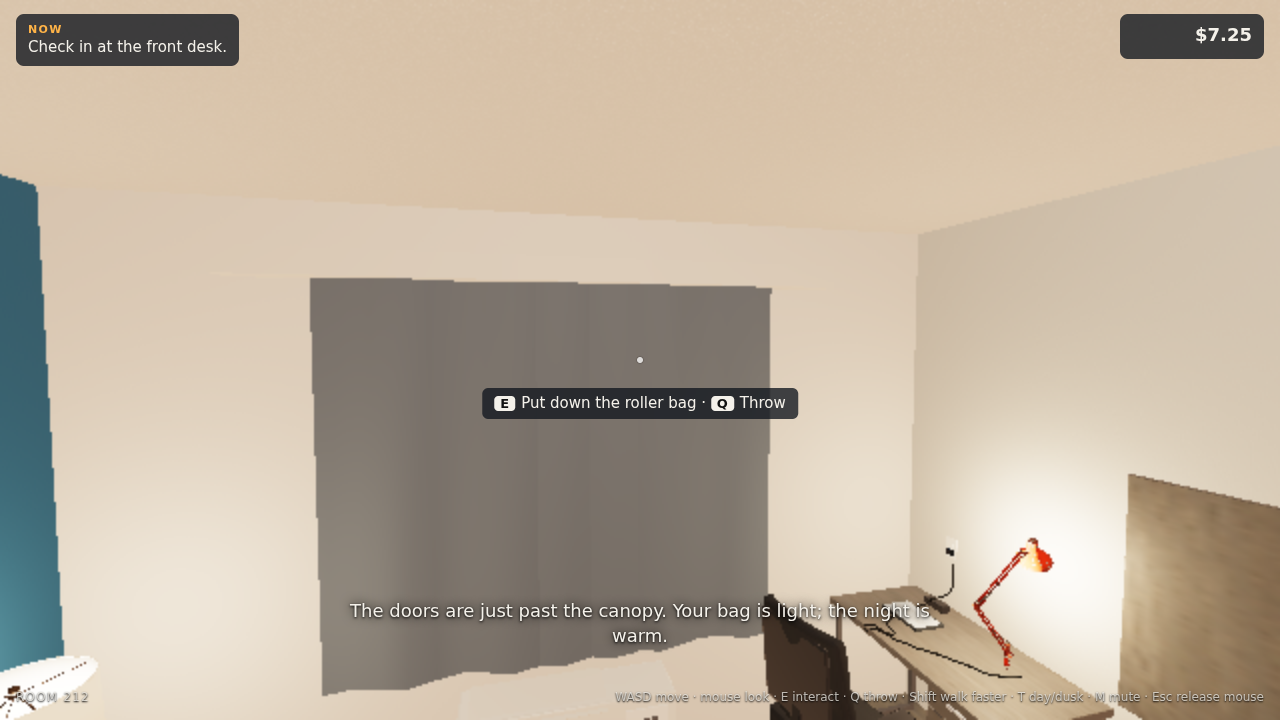 NOW
Check in at the front desk.
$7.25
E Put down the roller bag · Q Throw
The doors are just past the canopy. Your bag is light; the night is
warm.
ROOM 212
WASD move · mouse look · E interact · Q throw · Shift walk faster · T day/dusk · M mute · Esc release mouse